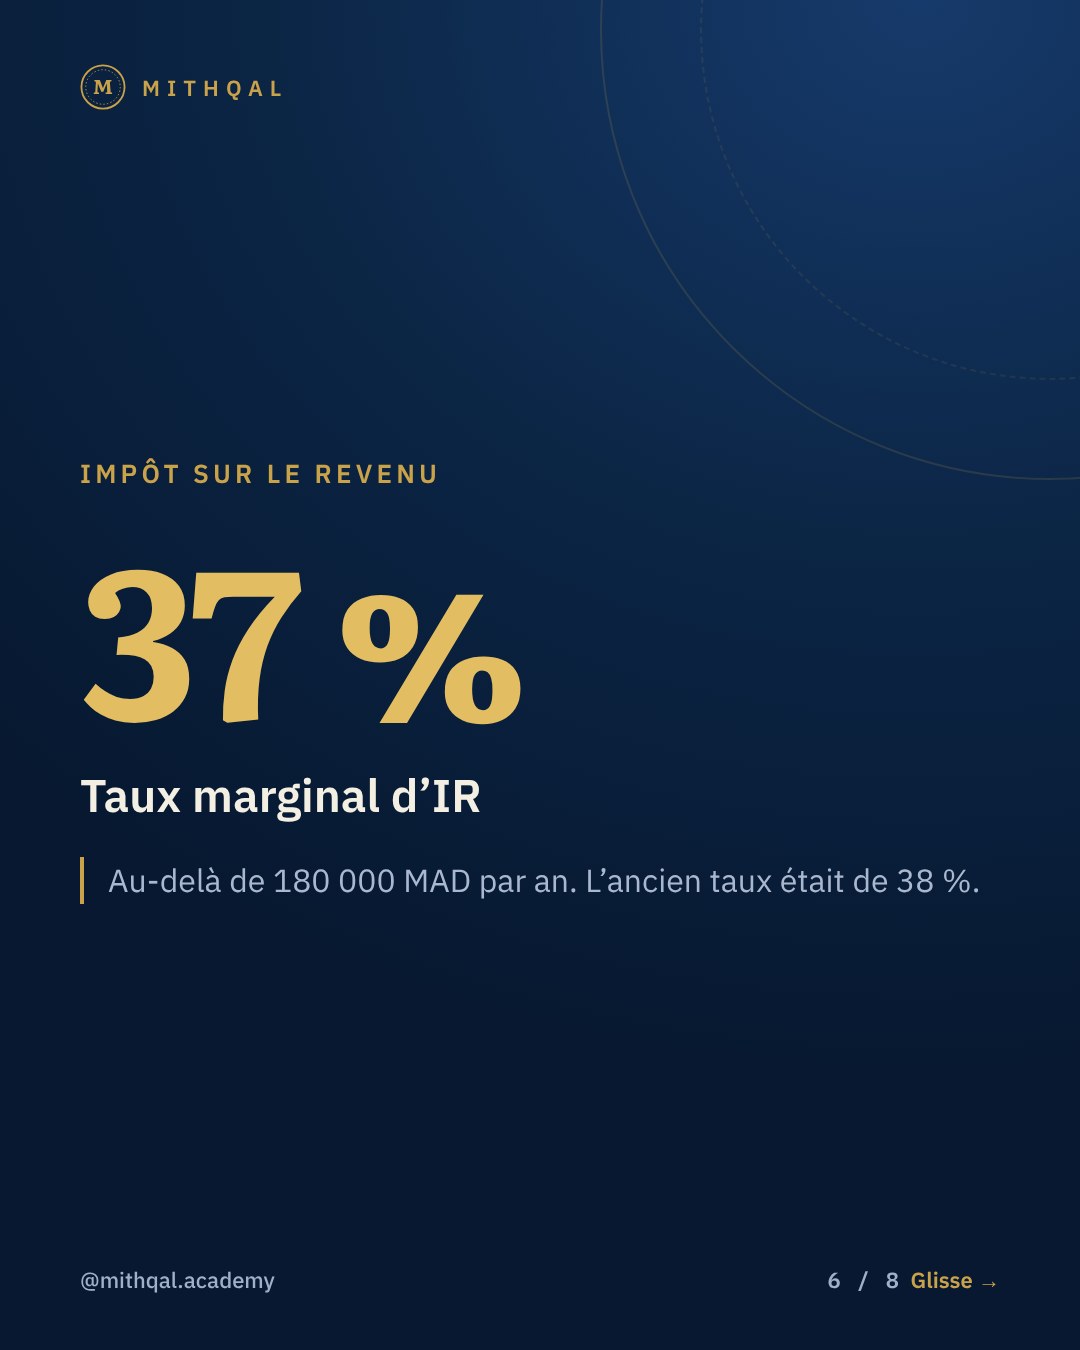 M MITHQAL
IMPÔT SUR LE REVENU
37 %
Taux marginal d’IR
Au-delà de 180 000 MAD par an. L’ancien taux était de 38 %.
@mithqal.academy
6 / 8 Glisse →